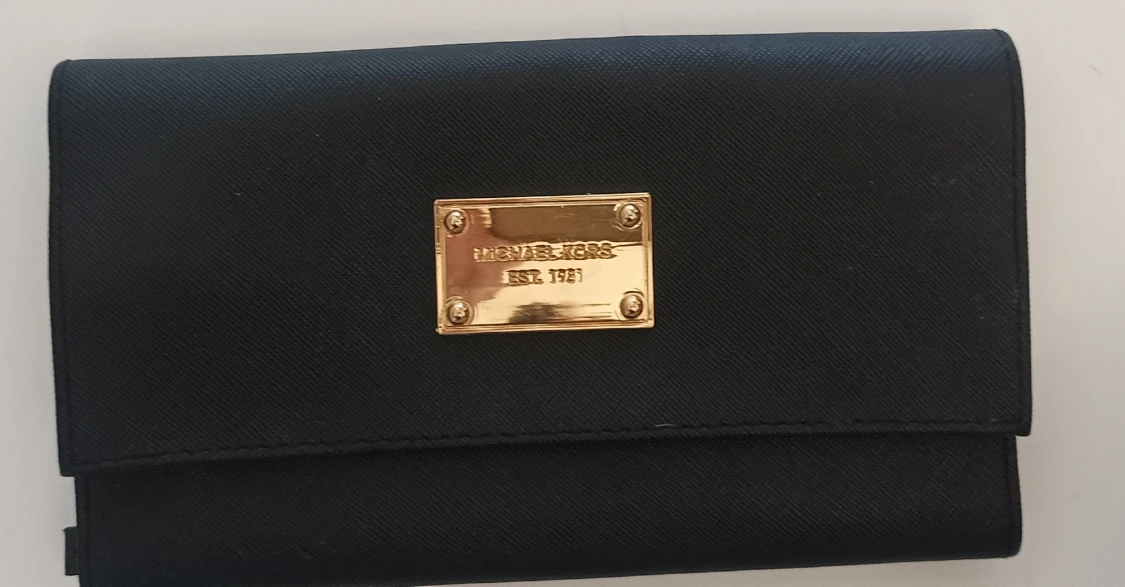 MICHAEL KORS
EST. 1981